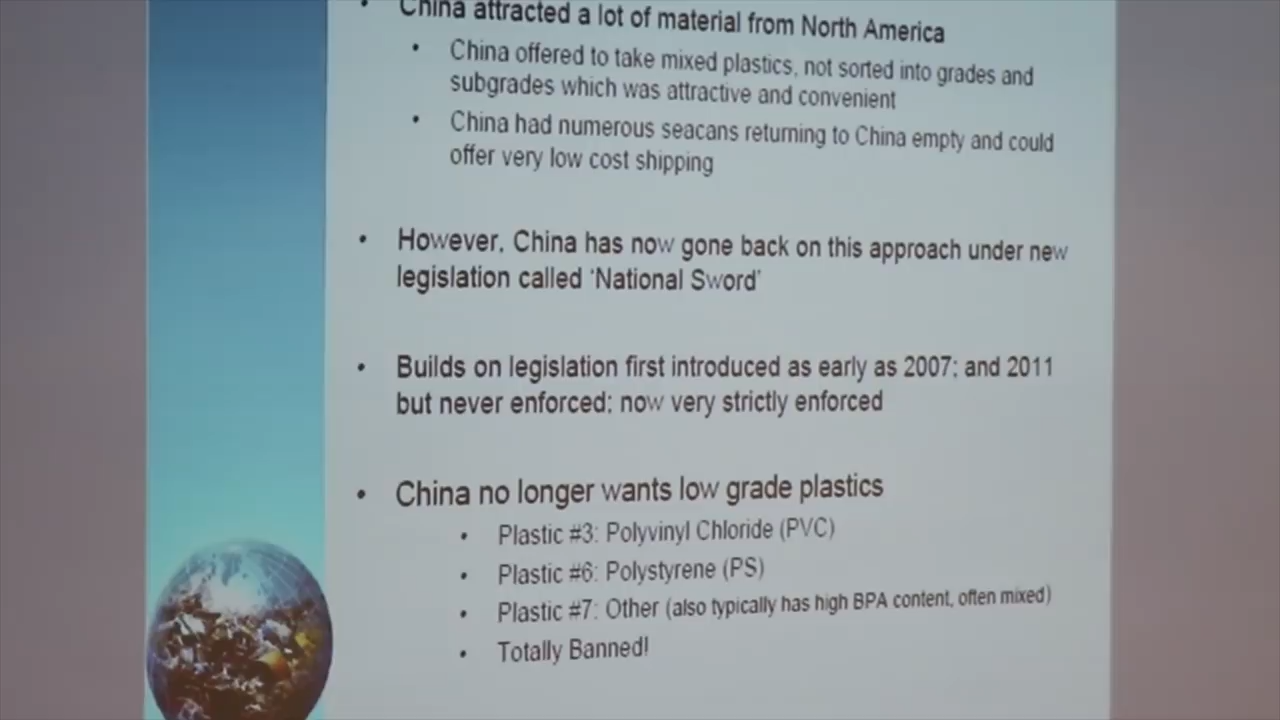 • China attracted a lot of material from North America
• China offered to take mixed plastics, not sorted into grades and
subgrades which was attractive and convenient
• China had numerous seacans returning to China empty and could
offer very low cost shipping
• However, China has now gone back on this approach under new
legislation called ‘National Sword’
• Builds on legislation first introduced as early as 2007; and 2011
but never enforced; now very strictly enforced
• China no longer wants low grade plastics
• Plastic #3: Polyvinyl Chloride (PVC)
• Plastic #6: Polystyrene (PS)
• Plastic #7: Other (also typically has high BPA content, often mixed)
• Totally Banned!